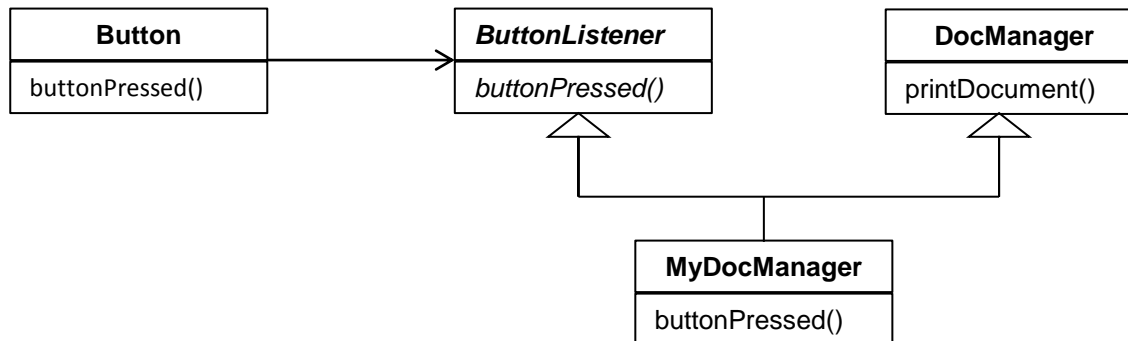 Button
buttonPressed()
ButtonListener
buttonPressed()
DocManager
printDocument()
MyDocManager
buttonPressed()